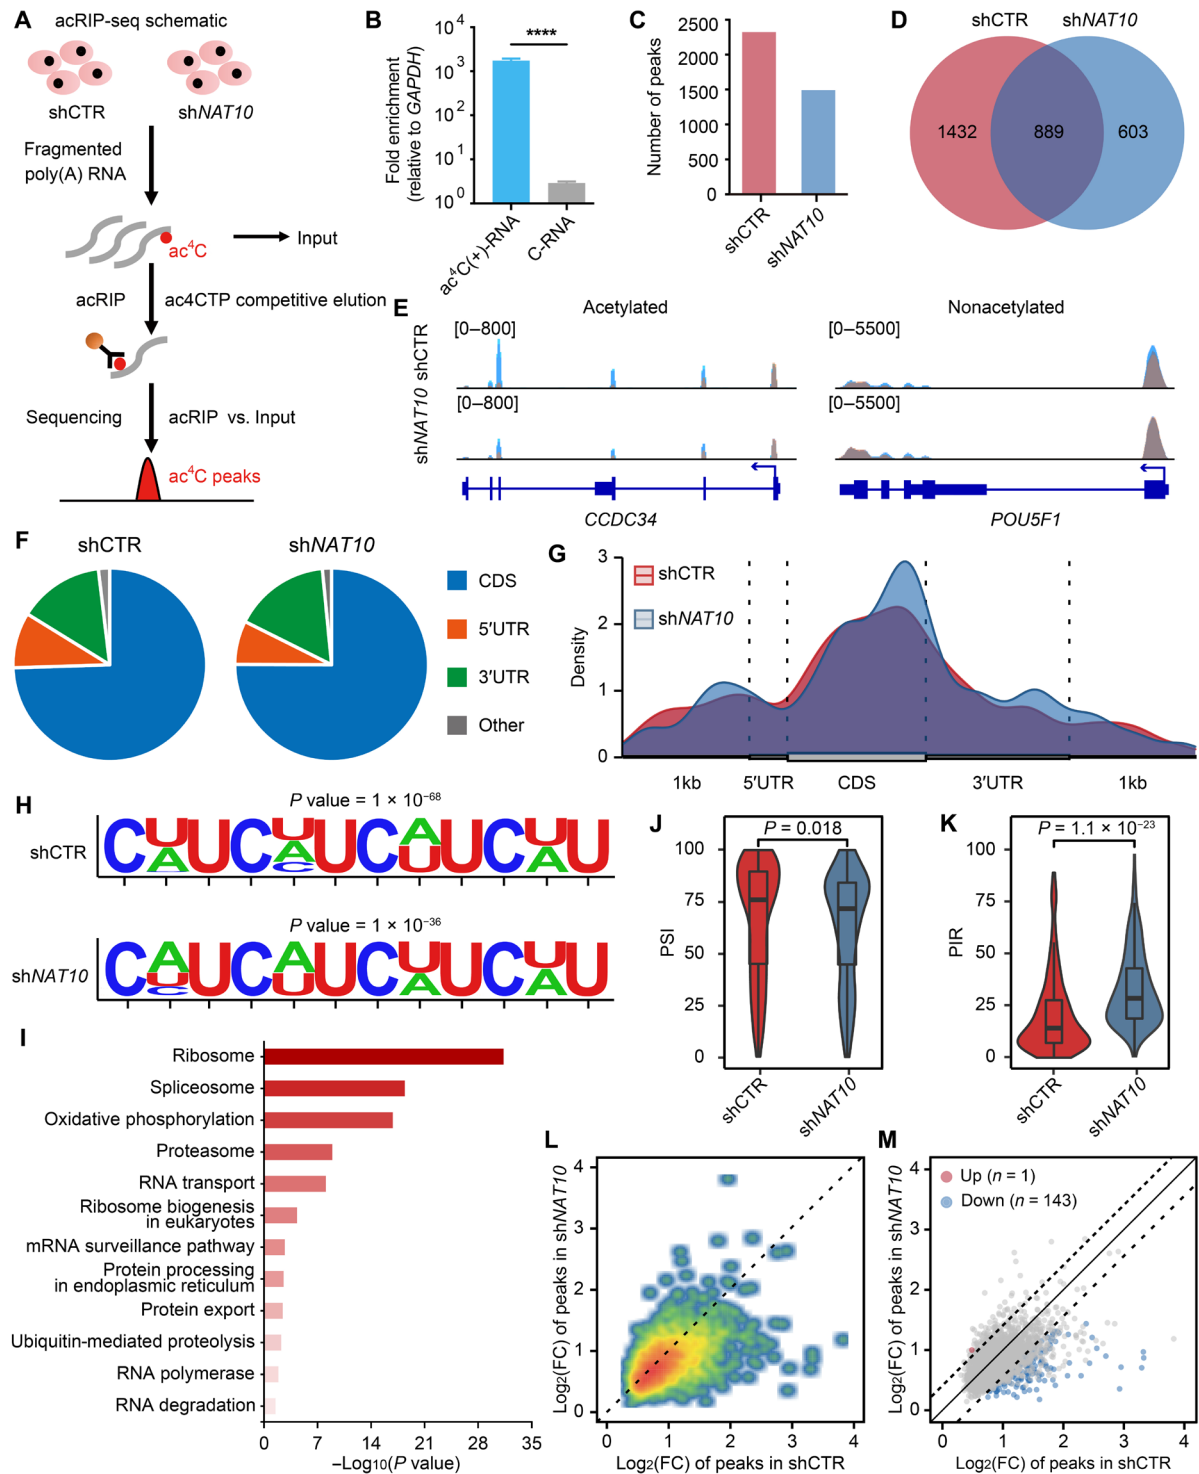 A
acRIP-seq schematic
shCTR
shNAT10
Fragmented
poly(A) RNA
ac⁴C
Input
acRIP
ac4CTP competitive elution
Sequencing
acRIP vs. Input
ac⁴C peaks
B
Fold enrichment
(relative to GAPDH)
10⁴
10³
10²
10¹
10⁰
****
ac⁴C(+)-RNA
C-RNA
C
Number of peaks
2500
2000
1500
1000
500
0
shCTR
shNAT10
D
shCTR
shNAT10
1432
889
603
E
Acetylated
Nonacetylated
shCTR
[0–800]
[0–5500]
shNAT10
[0–800]
[0–5500]
CCDC34
POU5F1
F
shCTR
shNAT10
CDS
5′UTR
3′UTR
Other
G
Density
3
2
1
0
shCTR
shNAT10
1kb
5′UTR
CDS
3′UTR
1kb
H
P value = 1 × 10⁻⁶⁸
shCTR
CUUCUUCAUCUU
A A U A
C
P value = 1 × 10⁻³⁶
shNAT10
CAUCAUCUUCUU
U U A A
C
I
Ribosome
Spliceosome
Oxidative phosphorylation
Proteasome
RNA transport
Ribosome biogenesis
in eukaryotes
mRNA surveillance pathway
Protein processing
in endoplasmic reticulum
Protein export
Ubiquitin-mediated proteolysis
RNA polymerase
RNA degradation
0 7 14 21 28 35
–Log₁₀(P value)
J
P = 0.018
PSI
100
75
50
25
0
shCTR
shNAT10
K
P = 1.1 × 10⁻²³
PIR
100
75
50
25
0
shCTR
shNAT10
L
Log₂(FC) of peaks in shNAT10
4
3
2
1
0
0 1 2 3 4
Log₂(FC) of peaks in shCTR
M
Log₂(FC) of peaks in shNAT10
Up (n = 1)
Down (n = 143)
4
3
2
1
0
0 1 2 3 4
Log₂(FC) of peaks in shCTR